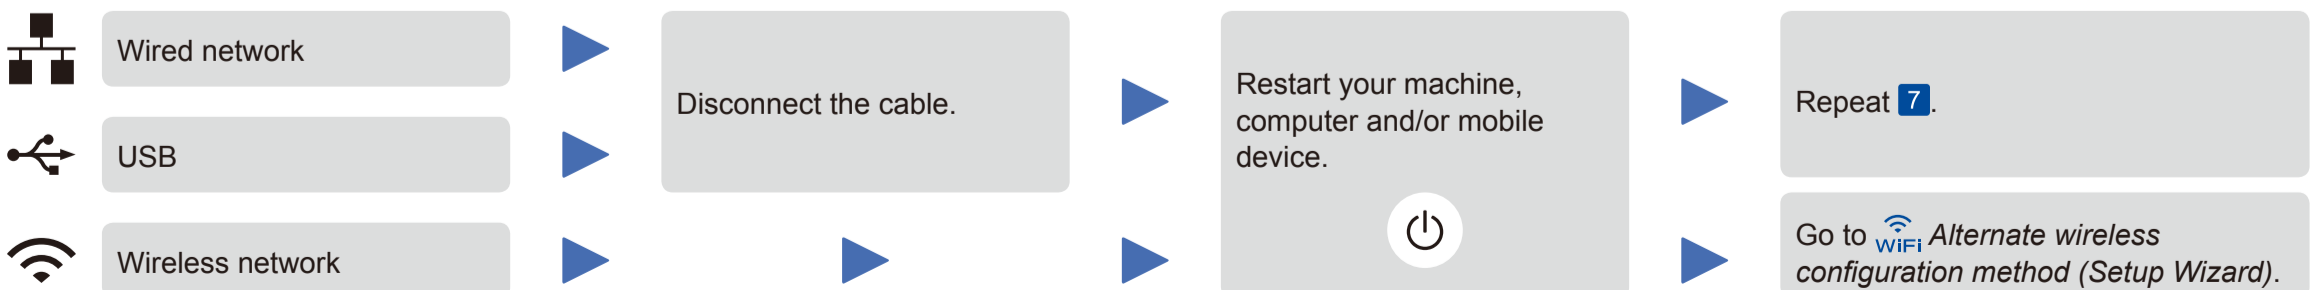 Wired network
USB
Wireless network
Disconnect the cable.
Restart your machine,
computer and/or mobile
device.
Repeat 7.
Go to WiFi Alternate wireless
configuration method (Setup Wizard).